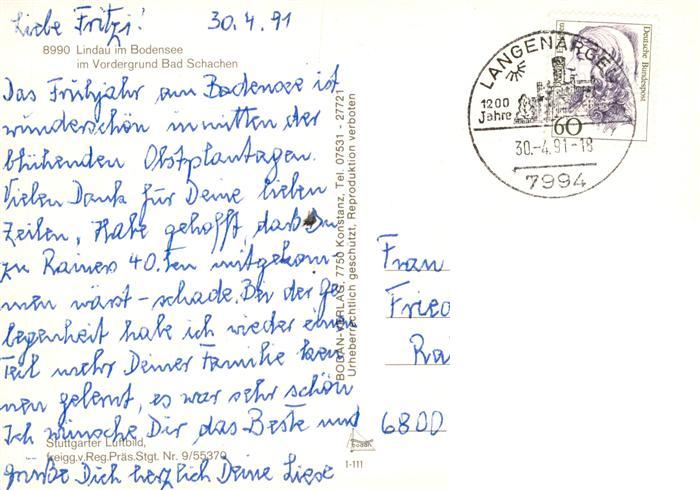 Liebe Fritzi! 30.4.91
8990 Lindau im Bodensee
im Vordergrund Bad Schachen
Das Frühjahr am Bodensee ist
wunderschön inmitten der
blühenden Obstplantagen.
Vielen Dank für Deine lieben
Zeilen, Habe gehofft, daß Du
zu Rainers 40.ten mitgekom-
men wärst - schade. Bei der Ge
legenheit habe ich wieder einen
Teil mehr Deiner Familie ken
nen gelernt, es war sehr schön
Ich wünsche Dir das Beste und
grüße Dich herzlich Deine Liese
Stuttgarter Luftbild,
freigg.v.Reg.Präs.Stgt. Nr. 9/55370
BODAN-VERLAG, 7750 Konstanz, Tel. 07531 - 27721
Urheberrechtlich geschützt, Reproduktion verboten
BODAN
1-111
LANGENARGEN
1200
Jahre
30.-4.91-18
7994
Deutsche Bundespost
60
Frau
Fried
Ra
6800